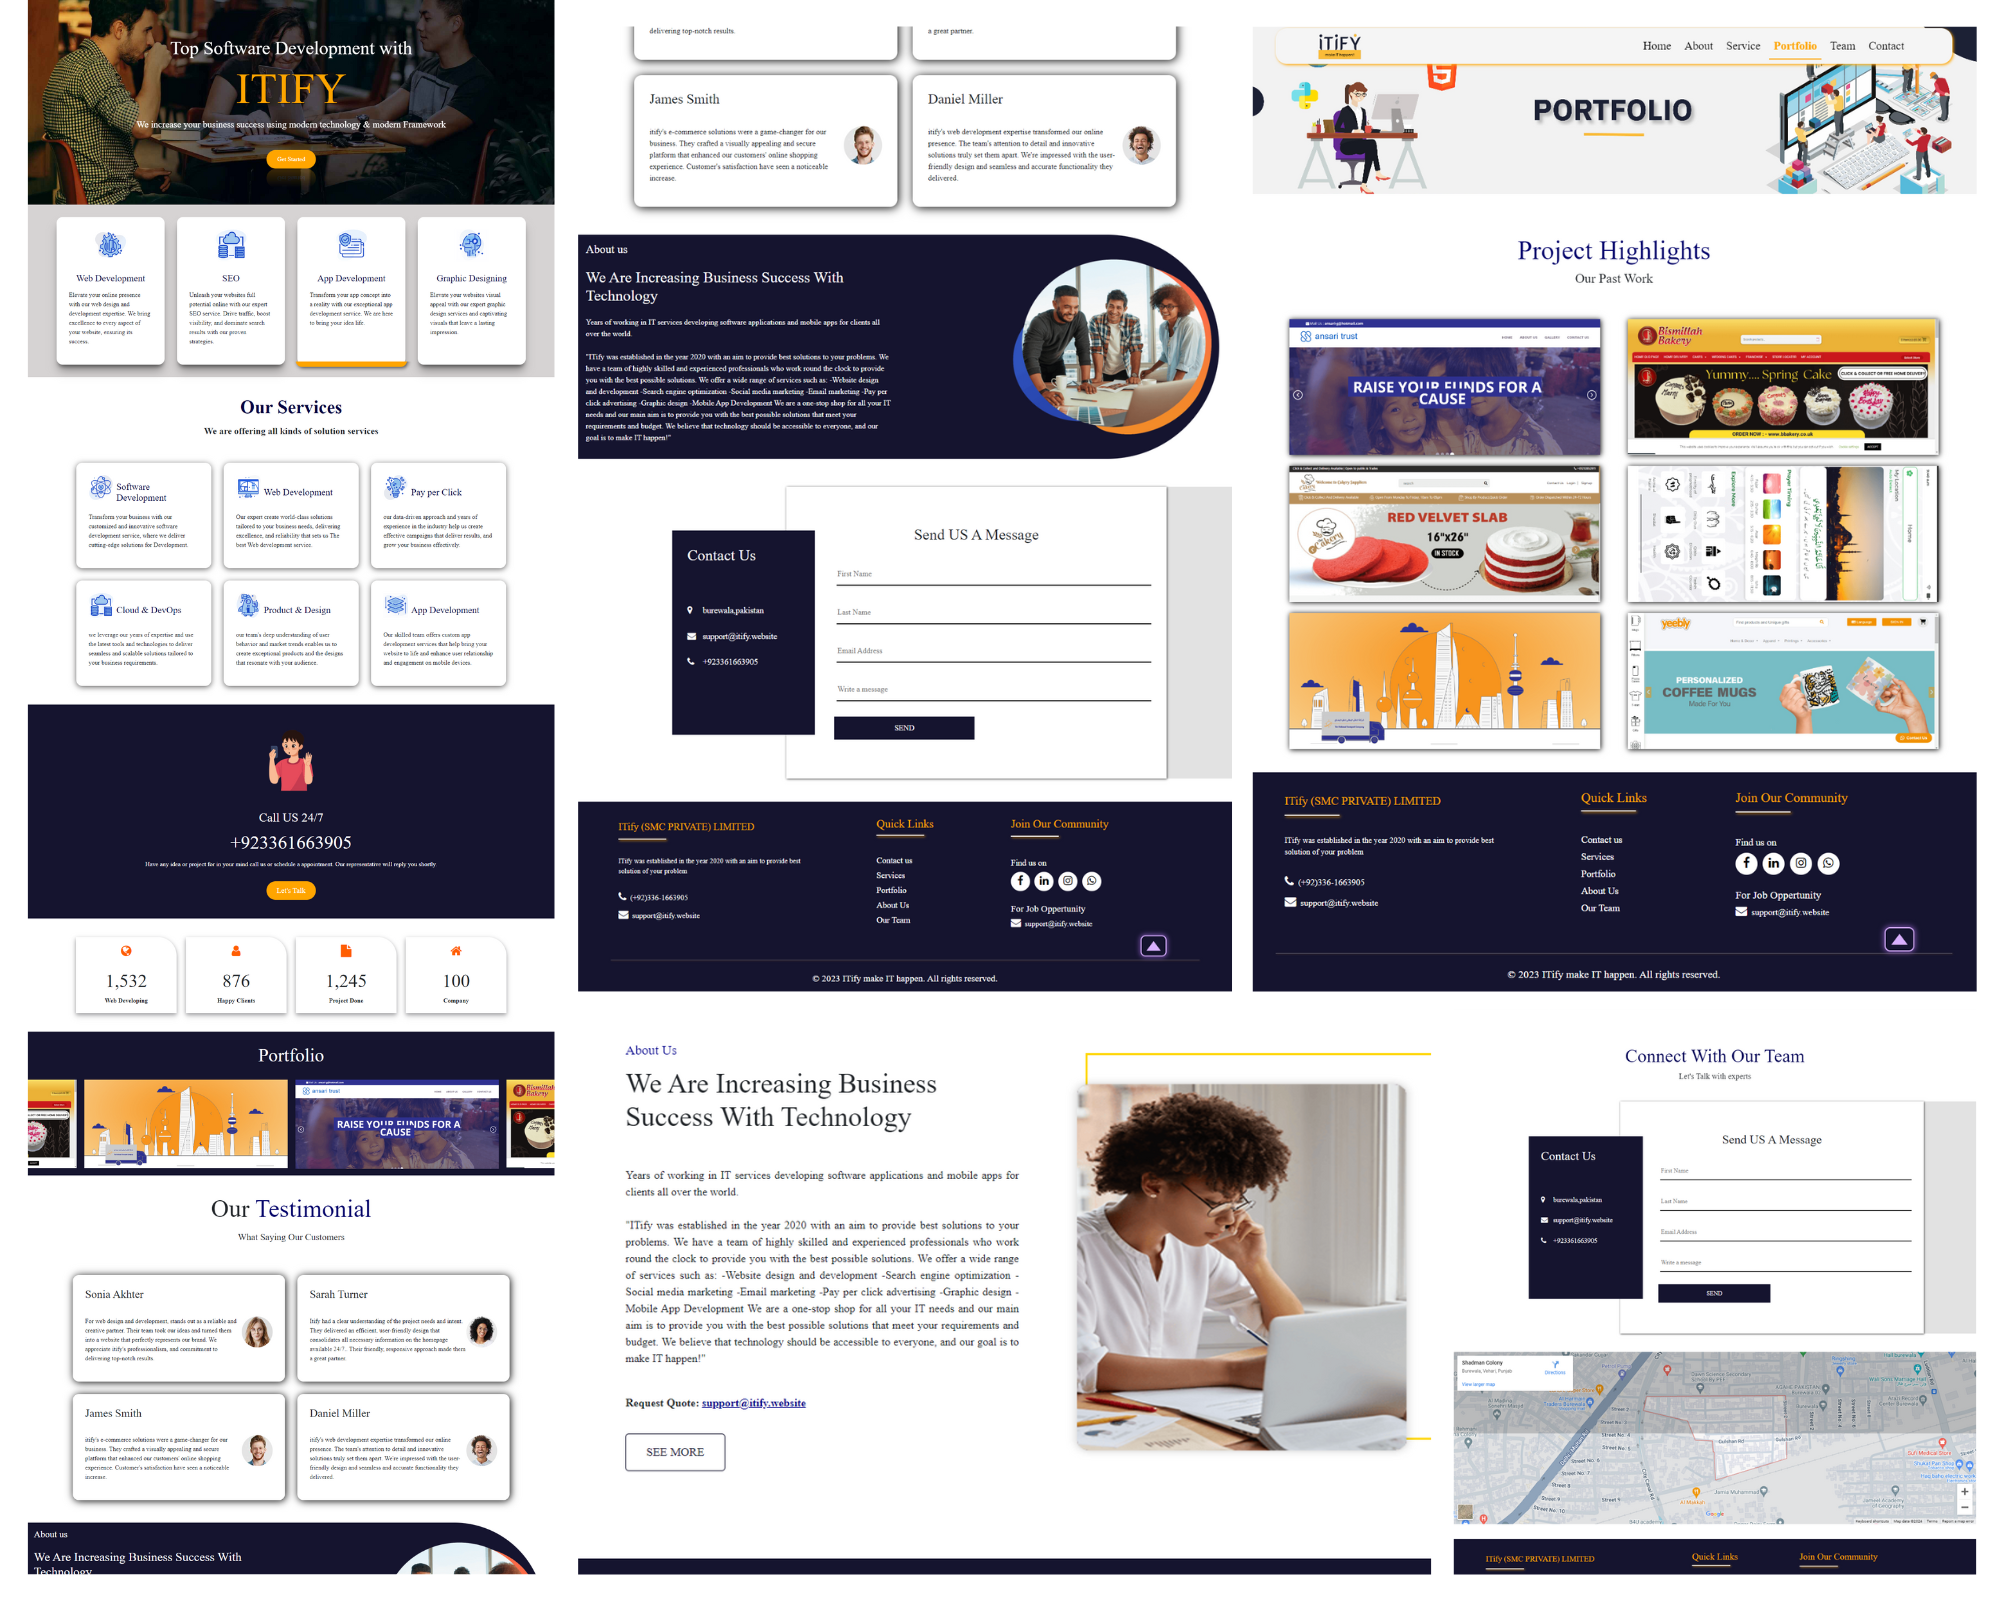 Top Software Development with
ITIFY
We increase your business success using modern technology & modern Framework
Get Started
Web Development
Elevate your online presence
with our web design and
development expertise. We bring
excellence to every aspect of
your website, ensuring its
success.
SEO
Unleash your websites full
potential online with our expert
SEO service. Drive traffic, boost
visibility, and dominate search
results with our proven
strategies.
App Development
Transform your app concept into
a reality with our exceptional app
development service. We are here
to bring your idea life.
Graphic Designing
Elevate your websites visual
appeal with our expert graphic
design services and captivating
visuals that leave a lasting
impression.
Our Services
We are offering all kinds of solution services
Software
Development
Transform your business with our
customized and innovative software
development service, where we deliver
cutting-edge solutions for Development.
Web Development
Our expert create world-class solutions
tailored to your business needs, delivering
excellence, and reliability that sets us The
best Web development service.
Pay per Click
our data-driven approach and years of
experience in the industry help us create
effective campaigns that deliver results, and
grow your business effectively.
Cloud & DevOps
we leverage our years of expertise and use
the latest tools and technologies to deliver
seamless and scalable solutions tailored to
your business requirements.
Product & Design
our team's deep understanding of user
behavior and market trends enables us to
create exceptional products and the designs
that resonate with your audience.
App Development
Our skilled team offers custom app
development services that help bring your
website to life and enhance user relationship
and engagement on mobile devices.
Call US 24/7
+923361663905
Have any idea or project for in your mind call us or schedule a appointment. Our representative will reply you shortly
Let's Talk
1,532
Web Developing
876
Happy Clients
1,245
Project Done
100
Company
Portfolio
Bismillah
Bakery
ansari trust
RAISE YOUR FUNDS FOR A
CAUSE
Our Testimonial
What Saying Our Customers
Sonia Akhter
For web design and development, stands out as a reliable and
creative partner. Their team took our ideas and turned them
into a website that perfectly represents our brand. We
appreciate itify's professionalism, and commitment to
delivering top-notch results.
Sarah Turner
Itify had a clear understanding of the project needs and intent.
They delivered an efficient, user-friendly design that
consolidates all necessary information on the homepage
available 24/7. Their friendly, responsive approach made them
a great partner.
James Smith
itify's e-commerce solutions were a game-changer for our
business. They crafted a visually appealing and secure
platform that enhanced our customers' online shopping
experience. Customer's satisfaction have seen a noticeable
increase.
Daniel Miller
itify's web development expertise transformed our online
presence. The team's attention to detail and innovative
solutions truly set them apart. We're impressed with the user-
friendly design and seamless and accurate functionality they
delivered.
About us
We Are Increasing Business Success With
Technology
delivering top-notch results.
a great partner.
James Smith
itify's e-commerce solutions were a game-changer for our
business. They crafted a visually appealing and secure
platform that enhanced our customers' online shopping
experience. Customer's satisfaction have seen a noticeable
increase.
Daniel Miller
itify's web development expertise transformed our online
presence. The team's attention to detail and innovative
solutions truly set them apart. We're impressed with the user-
friendly design and seamless and accurate functionality they
delivered.
About us
We Are Increasing Business Success With
Technology
Years of working in IT services developing software applications and mobile apps for clients all
over the world.
"ITify was established in the year 2020 with an aim to provide best solutions to your problems. We
have a team of highly skilled and experienced professionals who work round the clock to provide
you with the best possible solutions. We offer a wide range of services such as: -Website design
and development -Search engine optimization -Social media marketing -Email marketing -Pay per
click advertising -Graphic design -Mobile App Development We are a one-stop shop for all your IT
needs and our main aim is to provide you with the best possible solutions that meet your
requirements and budget. We believe that technology should be accessible to everyone, and our
goal is to make IT happen!"
Contact Us
burewala,pakistan
support@itify.website
+923361663905
Send US A Message
First Name
Last Name
Email Address
Write a message
SEND
ITify (SMC PRIVATE) LIMITED
ITify was established in the year 2020 with an aim to provide best
solution of your problem
(+92)336-1663905
support@itify.website
Quick Links
Contact us
Services
Portfolio
About Us
Our Team
Join Our Community
Find us on
For Job Oppertunity
support@itify.website
© 2023 ITify make IT happen. All rights reserved.
iTiFY
Home About Service Portfolio Team Contact
PORTFOLIO
Project Highlights
Our Past Work
ansari trust
HOME ABOUT US GALLERY CONTACT US
RAISE YOUR FUNDS FOR A
CAUSE
Bismillah
Bakery
Yummy.... Spring Cake
CLICK & COLLECT OR FREE HOME DELIVERY
ORDER NOW : - www.bbakery.co.uk
RED VELVET SLAB
16"x26"
IN STOCK
My Location
Home
Prayer Timing
Explore More
yeebly
PERSONALIZED
COFFEE MUGS
Made For You
Contact Us
ITify (SMC PRIVATE) LIMITED
ITify was established in the year 2020 with an aim to provide best
solution of your problem
(+92)336-1663905
support@itify.website
Quick Links
Contact us
Services
Portfolio
About Us
Our Team
Join Our Community
Find us on
For Job Oppertunity
support@itify.website
© 2023 ITify make IT happen. All rights reserved.
About Us
We Are Increasing Business
Success With Technology
Years of working in IT services developing software applications and mobile apps for
clients all over the world.
"ITify was established in the year 2020 with an aim to provide best solutions to your
problems. We have a team of highly skilled and experienced professionals who work
round the clock to provide you with the best possible solutions. We offer a wide range
of services such as: -Website design and development -Search engine optimization -
Social media marketing -Email marketing -Pay per click advertising -Graphic design -
Mobile App Development We are a one-stop shop for all your IT needs and our main
aim is to provide you with the best possible solutions that meet your requirements and
budget. We believe that technology should be accessible to everyone, and our goal is to
make IT happen!"
Request Quote: support@itify.website
SEE MORE
Connect With Our Team
Let's Talk with experts
Contact Us
burewala,pakistan
support@itify.website
+923361663905
Send US A Message
First Name
Last Name
Email Address
Write a message
SEND
Shadman Colony
Burewala, Vehari, Punjab
Directions
View larger map
Gulshan Rd
Jamia Muhammad
Al Makkah
Google
ITify (SMC PRIVATE) LIMITED
Quick Links
Join Our Community